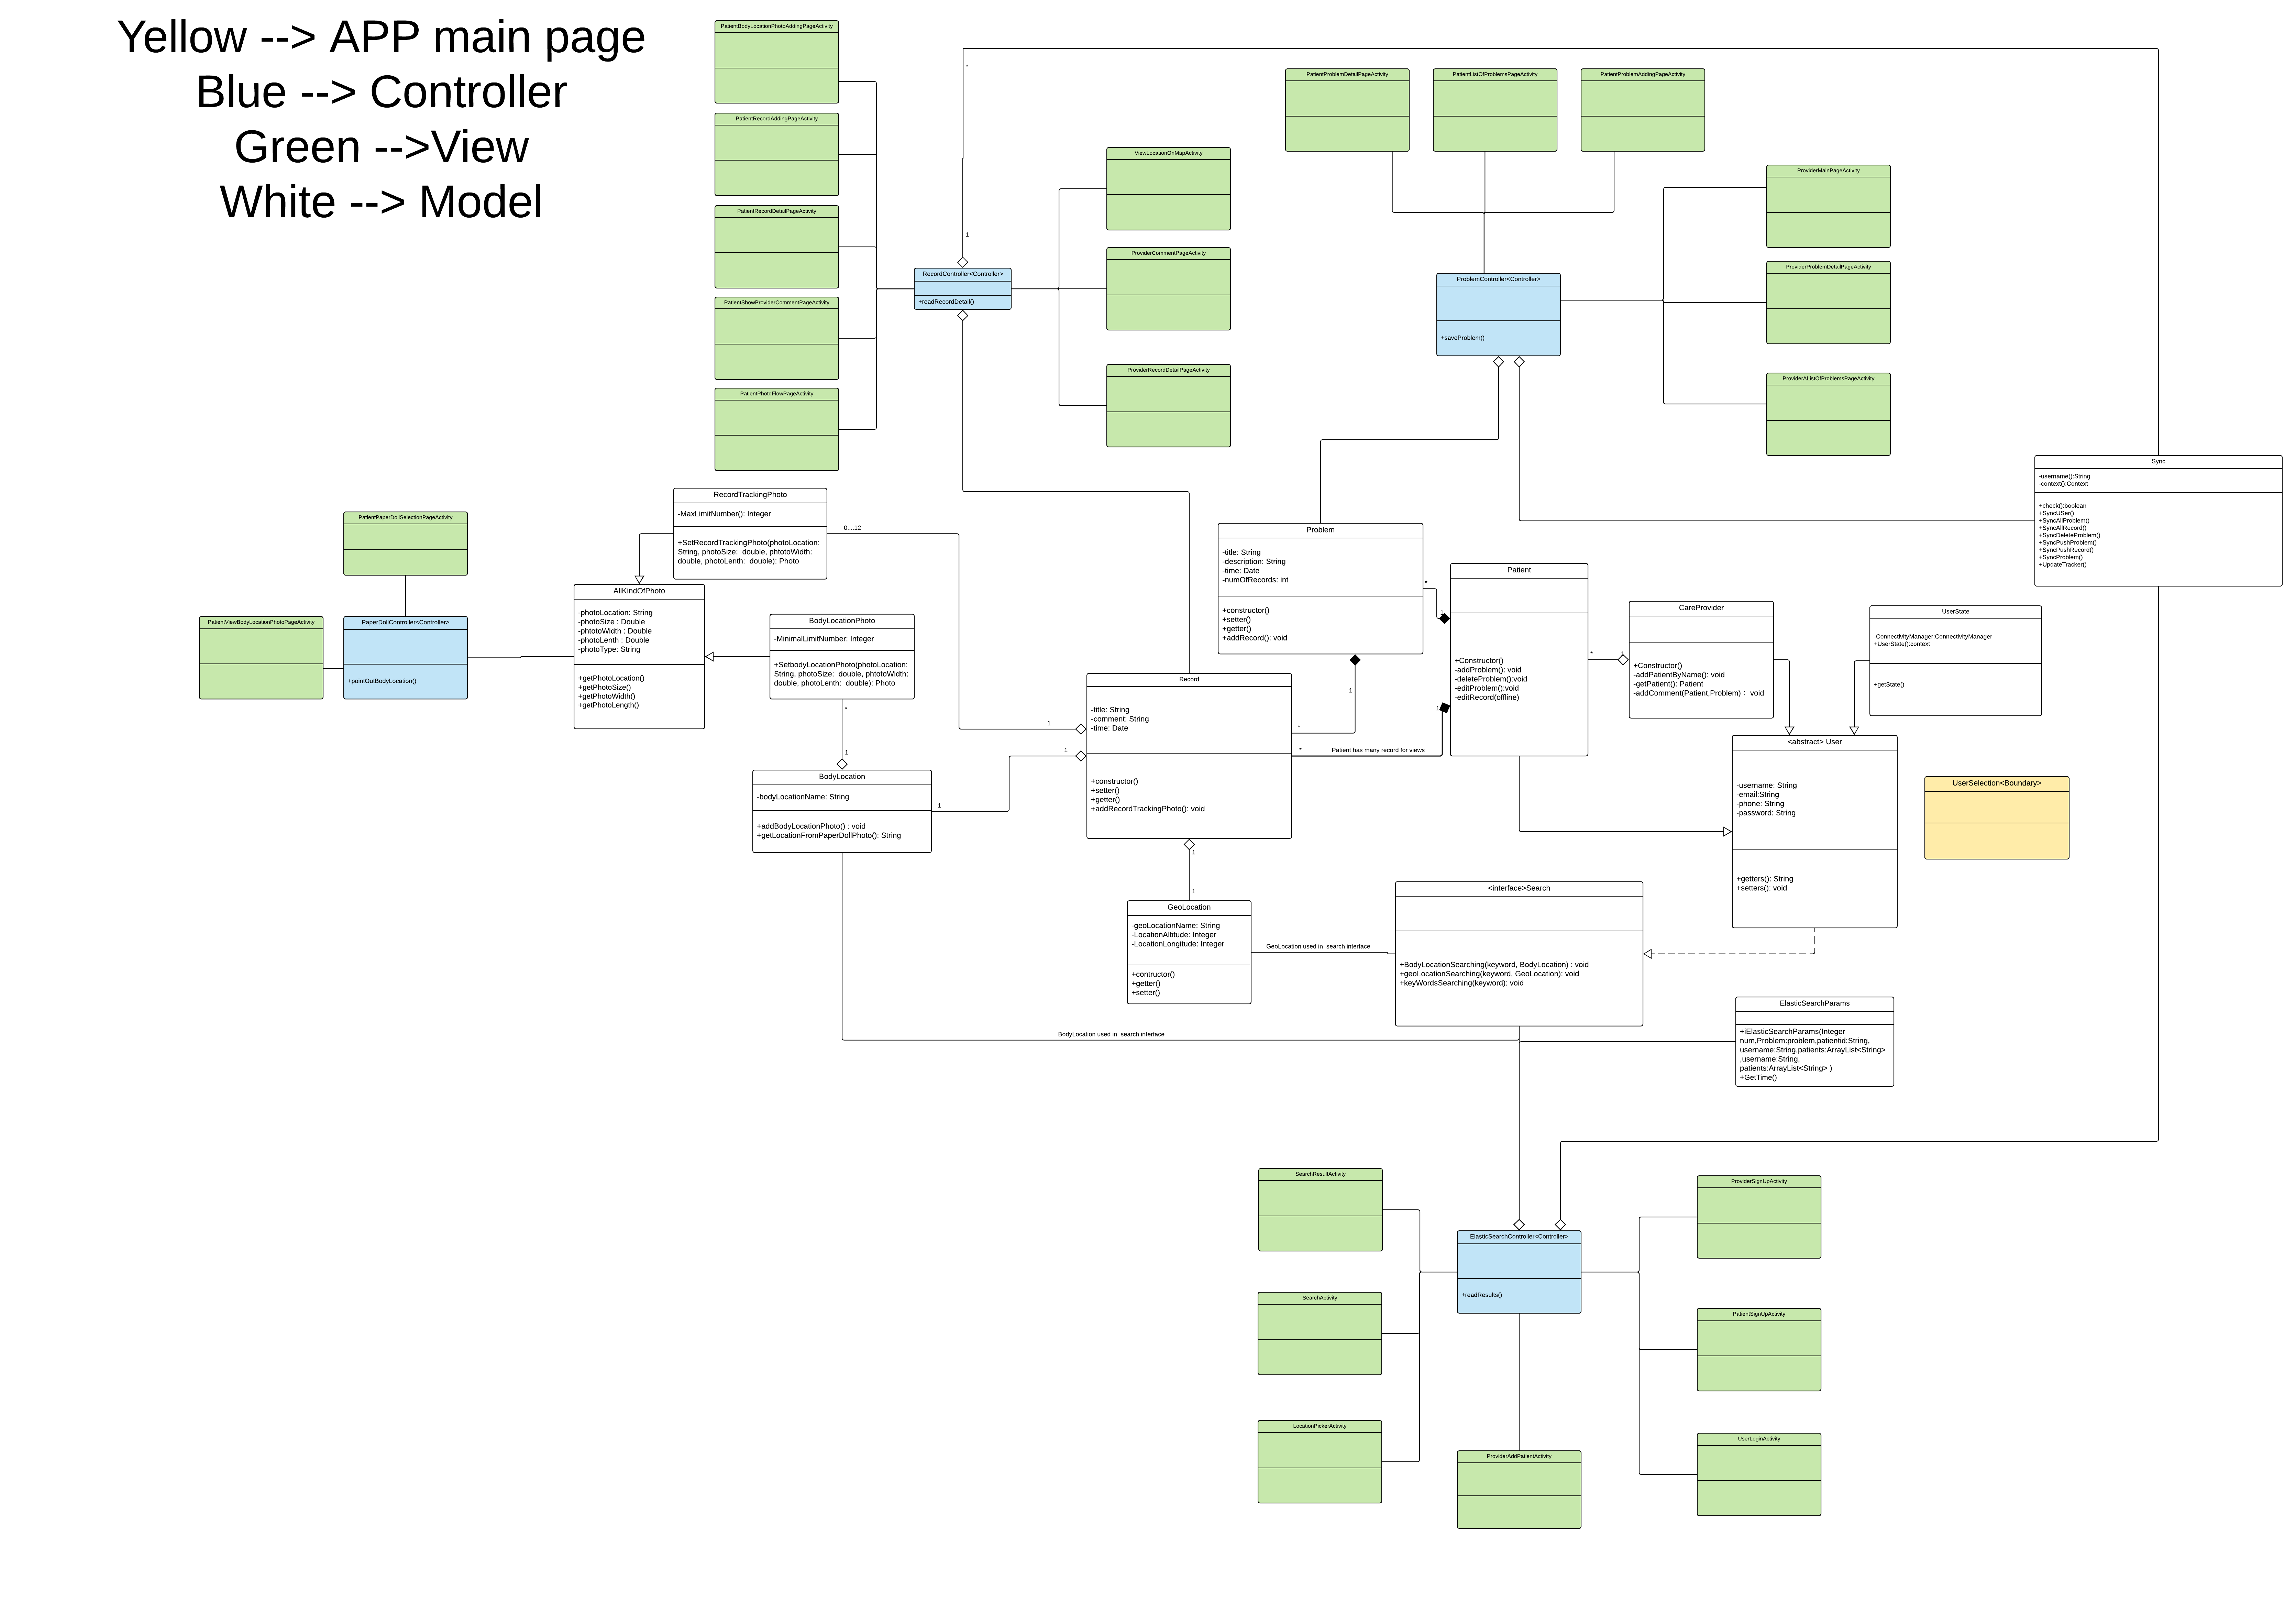 Yellow --> APP main page
Blue --> Controller
Green -->View
White --> Model
PatientBodyLocationPhotoAddingPageActivity
PatientRecordAddingPageActivity
PatientRecordDetailPageActivity
PatientShowProviderCommentPageActivity
PatientPhotoFlowPageActivity
*
1
RecordController<Controller>
+readRecordDetail()
ViewLocationOnMapActivity
ProviderCommentPageActivity
ProviderRecordDetailPageActivity
PatientProblemDetailPageActivity
PatientListOfProblemsPageActivity
PatientProblemAddingPageActivity
ProblemController<Controller>
+saveProblem()
ProviderMainPageActivity
ProviderProblemDetailPageActivity
ProviderAListOfProblemsPageActivity
Sync
-username():String
-context():Context
+check():boolean
+SyncUSer()
+SyncAllProblem()
+SyncAllRecord()
+SyncDeleteProblem()
+SyncPushProblem()
+SyncPushRecord()
+SyncProblem()
+UpdateTracker()
RecordTrackingPhoto
-MaxLimitNumber(): Integer
+SetRecordTrackingPhoto(photoLocation:
String, photoSize: double, phtotoWidth:
double, photoLenth: double): Photo
0....12
PatientPaperDollSelectionPageActivity
PatientViewBodyLocationPhotoPageActivity
PaperDollController<Controller>
+pointOutBodyLocation()
AllKindOfPhoto
-photoLocation: String
-photoSize : Double
-phtotoWidth : Double
-photoLenth : Double
-photoType: String
+getPhotoLocation()
+getPhotoSize()
+getPhotoWidth()
+getPhotoLength()
BodyLocationPhoto
-MinimalLimitNumber: Integer
+SetbodyLocationPhoto(photoLocation:
String, photoSize: double, phtotoWidth:
double, photoLenth: double): Photo
*
1
BodyLocation
-bodyLocationName: String
+addBodyLocationPhoto() : void
+getLocationFromPaperDollPhoto(): String
1
1
1
Problem
-title: String
-description: String
-time: Date
-numOfRecords: int
+constructor()
+setter()
+getter()
+addRecord(): void
*
1
1
*
Record
-title: String
-comment: String
-time: Date
+constructor()
+setter()
+getter()
+addRecordTrackingPhoto(): void
* Patient has many record for views
1
Patient
+Constructor()
-addProblem(): void
-deleteProblem():void
-editProblem():void
-editRecord(offline)
*
1
CareProvider
+Constructor()
-addPatientByName(): void
-getPatient(): Patient
-addComment(Patient,Problem) : void
UserState
-ConnectivityManager:ConnectivityManager
+UserState():context
+getState()
<abstract> User
-username: String
-email:String
-phone: String
-password: String
+getters(): String
+setters(): void
UserSelection<Boundary>
1
1
GeoLocation
-geoLocationName: String
-LocationAltitude: Integer
-LocationLongitude: Integer
+contructor()
+getter()
+setter()
GeoLocation used in search interface
<interface>Search
+BodyLocationSearching(keyword, BodyLocation) : void
+geoLocationSearching(keyword, GeoLocation): void
+keyWordsSearching(keyword): void
BodyLocation used in search interface
ElasticSearchParams
+iElasticSearchParams(Integer
num,Problem:problem,patientid:String,
username:String,patients:ArrayList<String>
,username:String,
patients:ArrayList<String> )
+GetTime()
SearchResultActivity
SearchActivity
LocationPickerActivity
ElasticSearchController<Controller>
+readResults()
ProviderAddPatientActivity
ProviderSignUpActivity
PatientSignUpActivity
UserLoginActivity